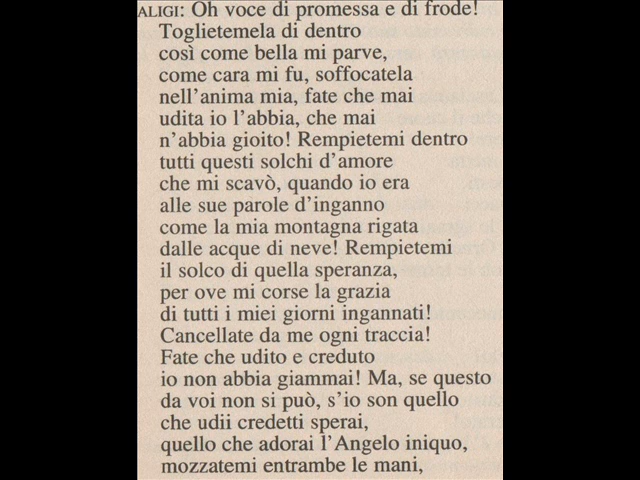 ALIGI: Oh voce di promessa e di frode!
Toglietemela di dentro
così come bella mi parve,
come cara mi fu, soffocatela
nell'anima mia, fate che mai
udita io l'abbia, che mai
n'abbia gioito! Rempietemi dentro
tutti questi solchi d'amore
che mi scavò, quando io era
alle sue parole d'inganno
come la mia montagna rigata
dalle acque di neve! Rempietemi
il solco di quella speranza,
per ove mi corse la grazia
di tutti i miei giorni ingannati!
Cancellate da me ogni traccia!
Fate che udito e creduto
io non abbia giammai! Ma, se questo
da voi non si può, s'io son quello
che udii credetti sperai,
quello che adorai l'Angelo iniquo,
mozzatemi entrambe le mani,